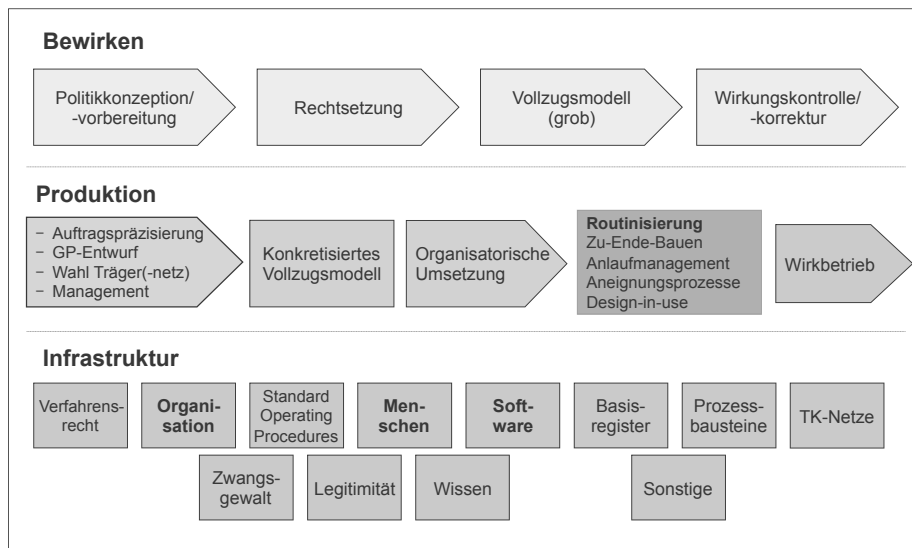 Bewirken
Politikkonzeption/
-vorbereitung
Rechtsetzung
Vollzugsmodell
(grob)
Wirkungskontrolle/
-korrektur
Produktion
− Auftragspräzisierung
− GP-Entwurf
− Wahl Träger(-netz)
− Management
Konkretisiertes
Vollzugsmodell
Organisatorische
Umsetzung
Routinisierung
Zu-Ende-Bauen
Anlaufmanagement
Aneignungsprozesse
Design-in-use
Wirkbetrieb
Infrastruktur
Verfahrens-
recht
Organi-
sation
Standard
Operating
Procedures
Men-
schen
Soft-
ware
Basis-
register
Prozess-
bausteine
TK-Netze
Zwangs-
gewalt
Legitimität
Wissen
Sonstige